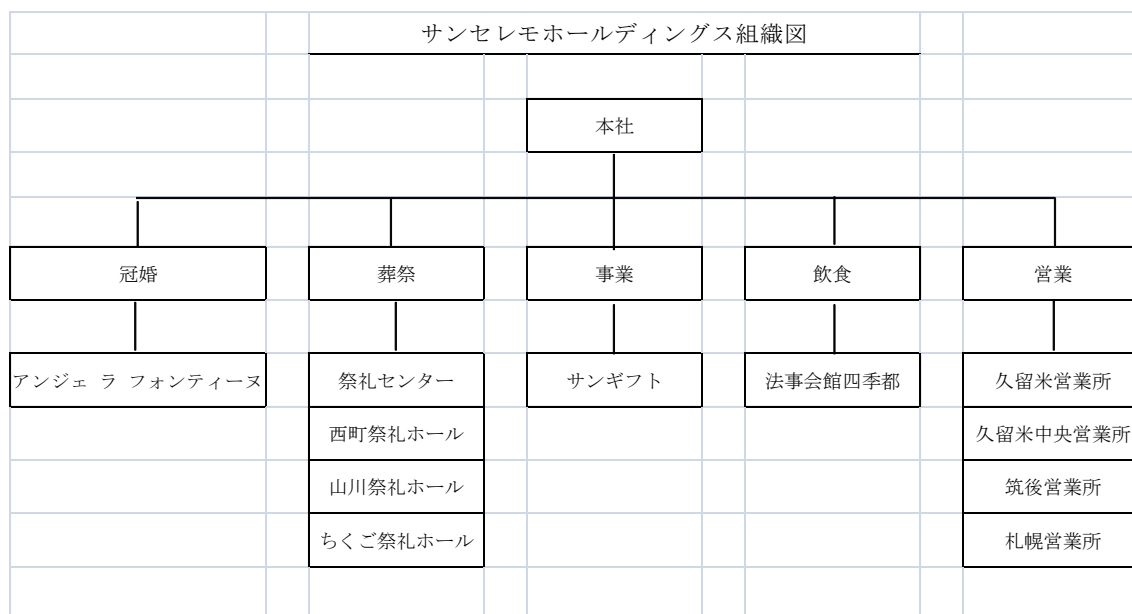 サンセレモホールディングス組織図
本社
冠婚
葬祭
事業
飲食
営業
アンジェ ラ フォンティーヌ
祭礼センター
サンギフト
法事会館四季都
久留米営業所
西町祭礼ホール
久留米中央営業所
山川祭礼ホール
筑後営業所
ちくご祭礼ホール
札幌営業所